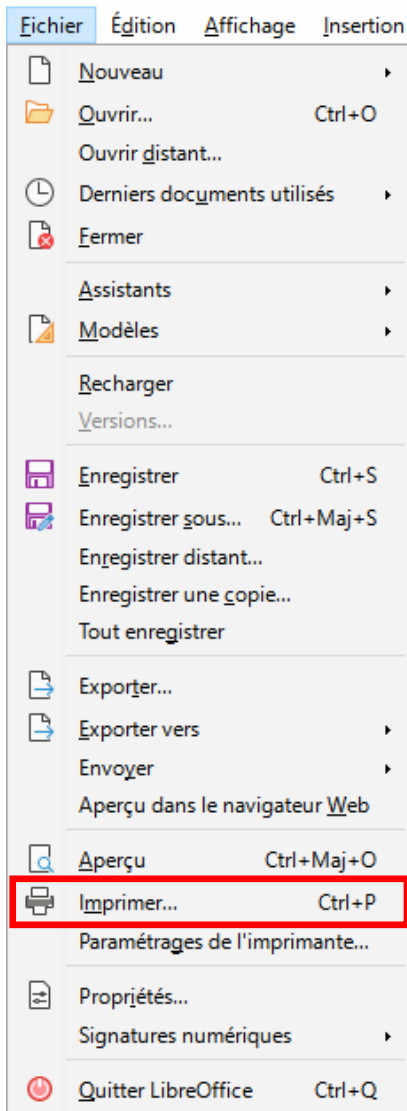 Fichier Édition Affichage Insertion
Nouveau
Ouvrir... Ctrl+O
Ouvrir distant...
Derniers documents utilisés
Fermer
Assistants
Modèles
Recharger
Versions...
Enregistrer Ctrl+S
Enregistrer sous... Ctrl+Maj+S
Enregistrer distant...
Enregistrer une copie...
Tout enregistrer
Exporter...
Exporter vers
Envoyer
Aperçu dans le navigateur Web
Aperçu Ctrl+Maj+O
Imprimer... Ctrl+P
Paramétrages de l'imprimante...
Propriétés...
Signatures numériques
Quitter LibreOffice Ctrl+Q